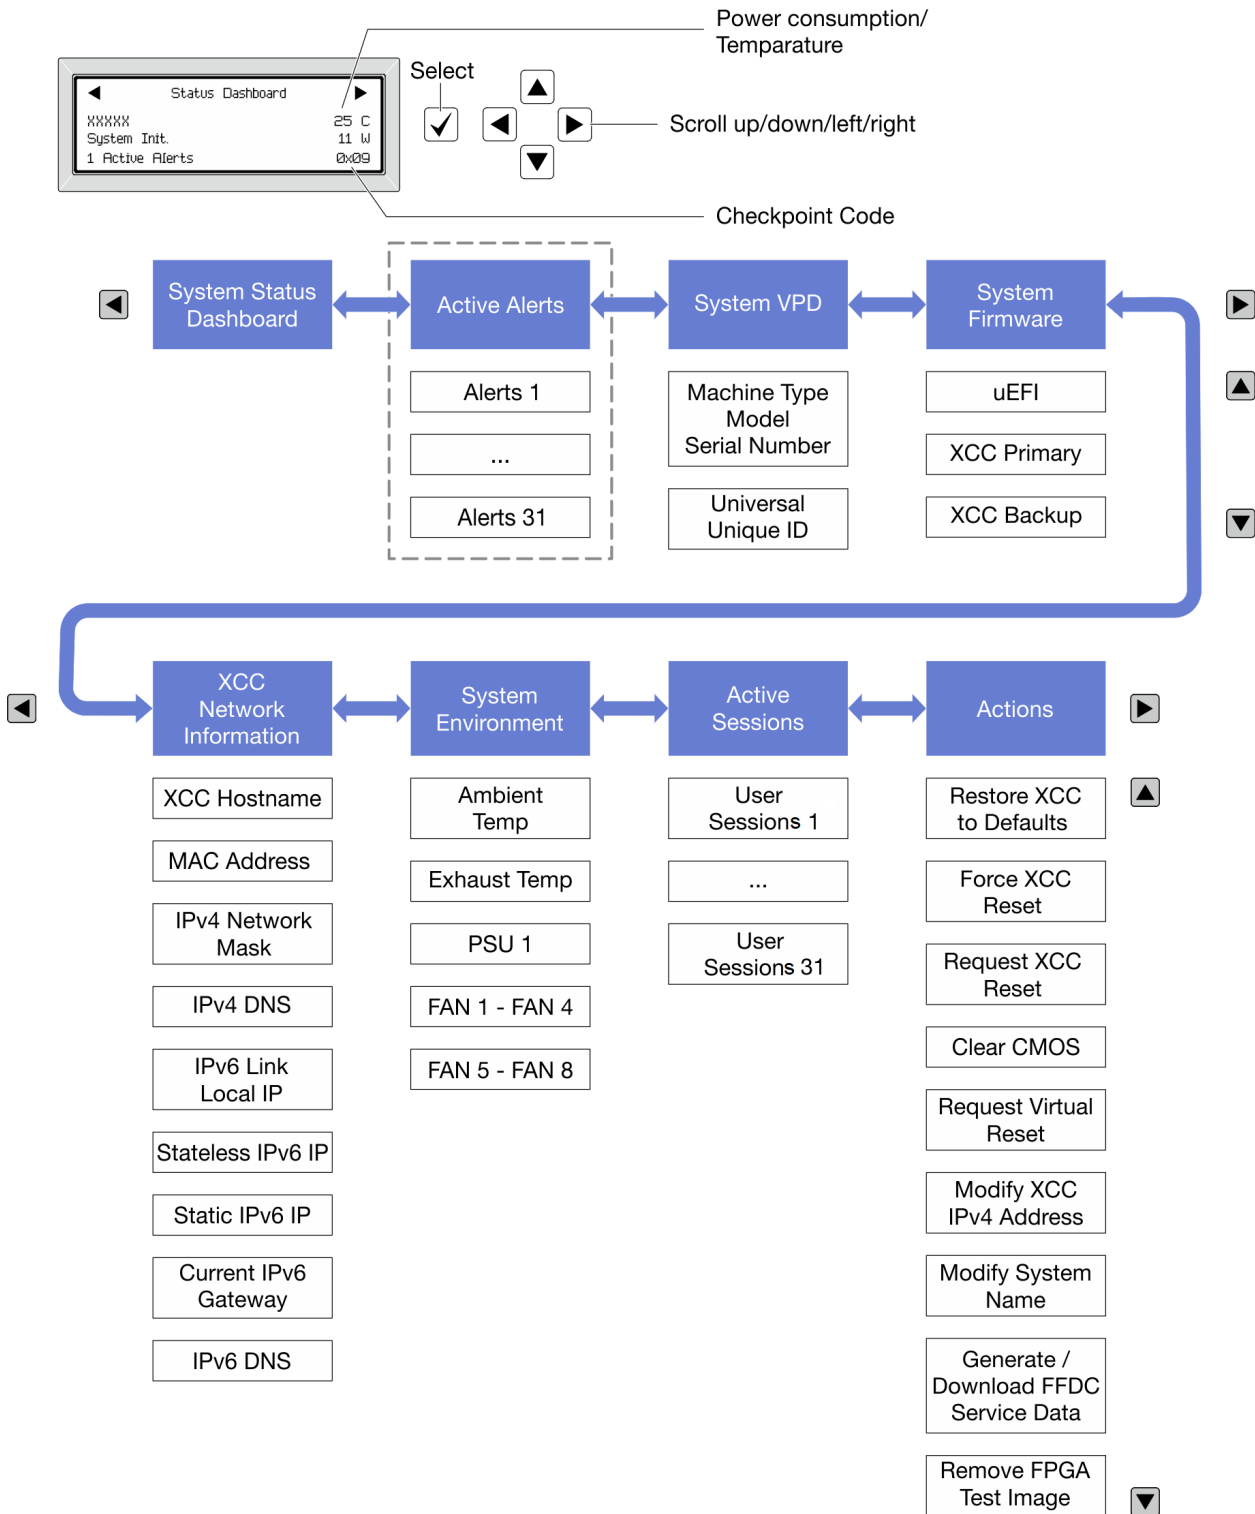 Power consumption/
Temparature
Select
Status Dashboard
XXXXX 25 C
System Init. 11 W
1 Active Alerts 0x09
Scroll up/down/left/right
Checkpoint Code
System Status
Dashboard
Active Alerts
System VPD
System
Firmware
Alerts 1
...
Alerts 31
Machine Type
Model
Serial Number
Universal
Unique ID
uEFI
XCC Primary
XCC Backup
XCC
Network
Information
System
Environment
Active
Sessions
Actions
XCC Hostname
MAC Address
IPv4 Network
Mask
IPv4 DNS
IPv6 Link
Local IP
Stateless IPv6 IP
Static IPv6 IP
Current IPv6
Gateway
IPv6 DNS
Ambient
Temp
Exhaust Temp
PSU 1
FAN 1 - FAN 4
FAN 5 - FAN 8
User
Sessions 1
...
User
Sessions 31
Restore XCC
to Defaults
Force XCC
Reset
Request XCC
Reset
Clear CMOS
Request Virtual
Reset
Modify XCC
IPv4 Address
Modify System
Name
Generate /
Download FFDC
Service Data
Remove FPGA
Test Image